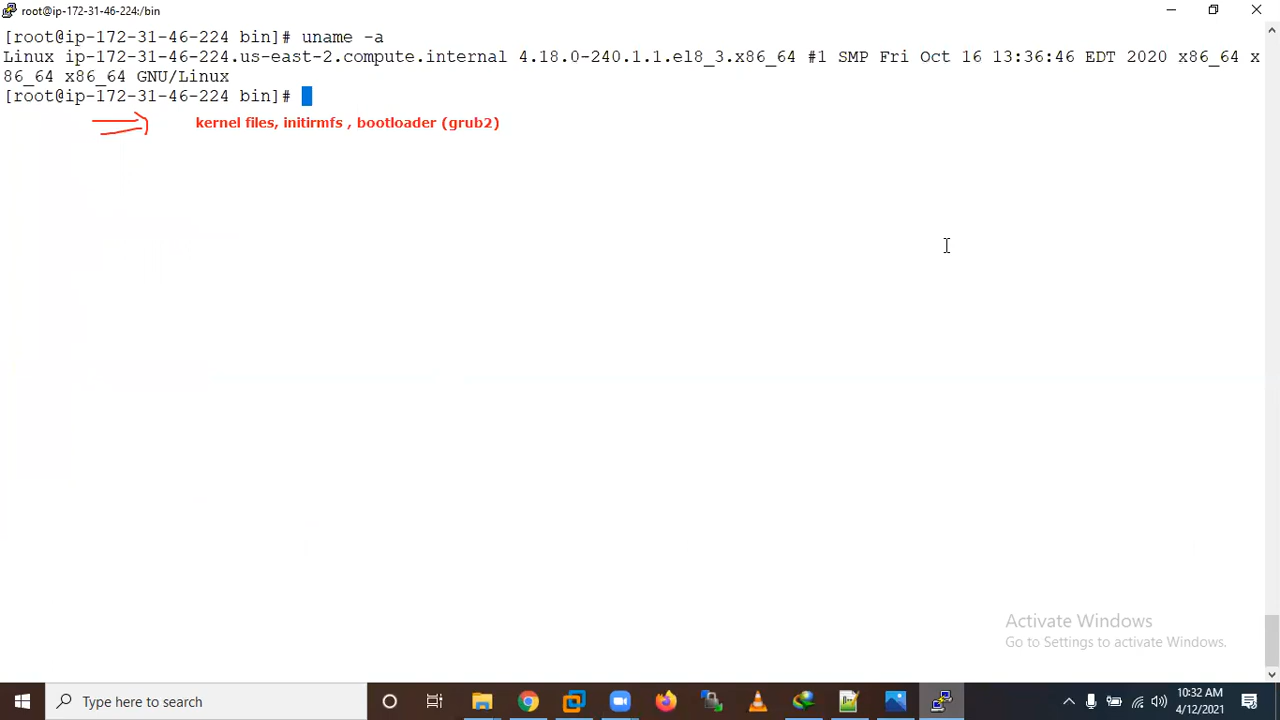 root@ip-172-31-46-224:/bin
[root@ip-172-31-46-224 bin]# uname -a
Linux ip-172-31-46-224.us-east-2.compute.internal 4.18.0-240.1.1.el8_3.x86_64 #1 SMP Fri Oct 16 13:36:46 EDT 2020 x86_64 x
86_64 x86_64 GNU/Linux
[root@ip-172-31-46-224 bin]#
kernel files, initirmfs , bootloader (grub2)
Activate Windows
Go to Settings to activate Windows.
Type here to search
10:32 AM
4/12/2021